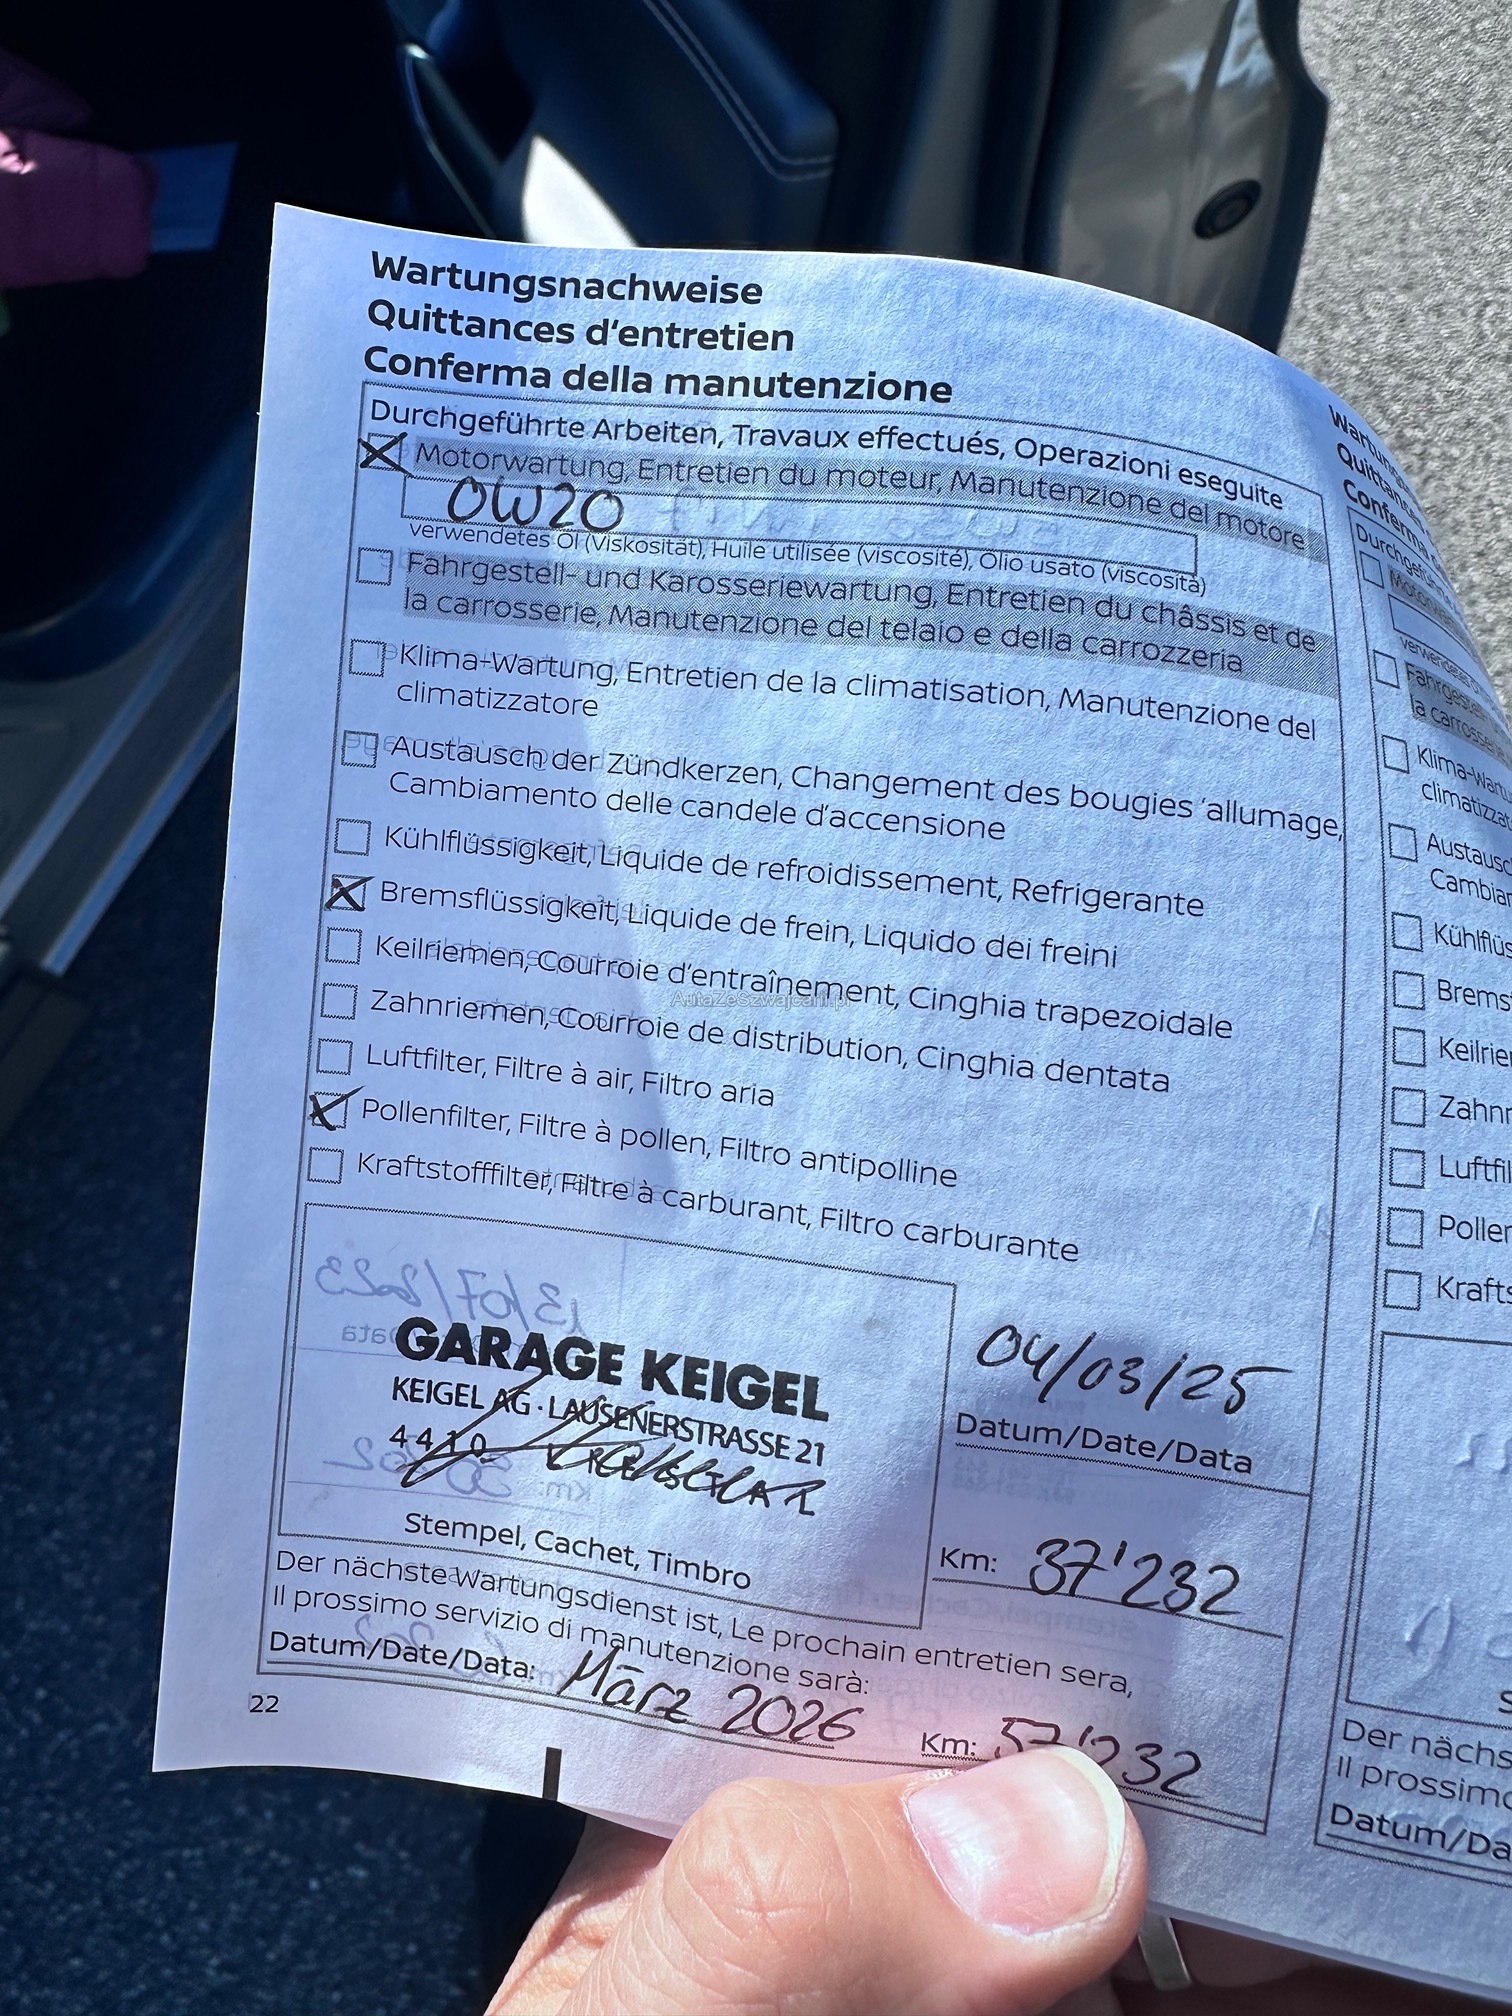 Wartungsnachweise
Quittances d'entretien
Conferma della manutenzione
Durchgeführte Arbeiten, Travaux effectués, Operazioni eseguite
Motorwartung, Entretien du moteur, Manutenzione del motore
0W20
verwendetes Öl (Viskosität), Huile utilisée (viscosité), Olio usato (viscosità)
Fahrgestell- und Karosseriewartung, Entretien du châssis et de
la carrosserie, Manutenzione del telaio e della carrozzeria
Klima-Wartung, Entretien de la climatisation, Manutenzione del
climatizzatore
Austausch der Zündkerzen, Changement des bougies 'allumage,
Cambiamento delle candele d'accensione
Kühlflüssigkeit, Liquide de refroidissement, Refrigerante
Bremsflüssigkeit, Liquide de frein, Liquido dei freini
Keilriemen, Courroie d'entraînement, Cinghia trapezoidale
AutaZeSzwajcarii.pl
Zahnriemen, Courroie de distribution, Cinghia dentata
Luftfilter, Filtre à air, Filtro aria
Pollenfilter, Filtre à pollen, Filtro antipolline
Kraftstofffilter, Filtre à carburant, Filtro carburante
GARAGE KEIGEL
KEIGEL AG · LAUSENERSTRASSE 21
4410
Stempel, Cachet, Timbro
04/03/25
Datum/Date/Data
Km: 37'232
Der nächste Wartungsdienst ist, Le prochain entretien sera,
Il prossimo servizio di manutenzione sarà:
Datum/Date/Data: März 2026 Km: 57'232
22
Klima-
Datum/